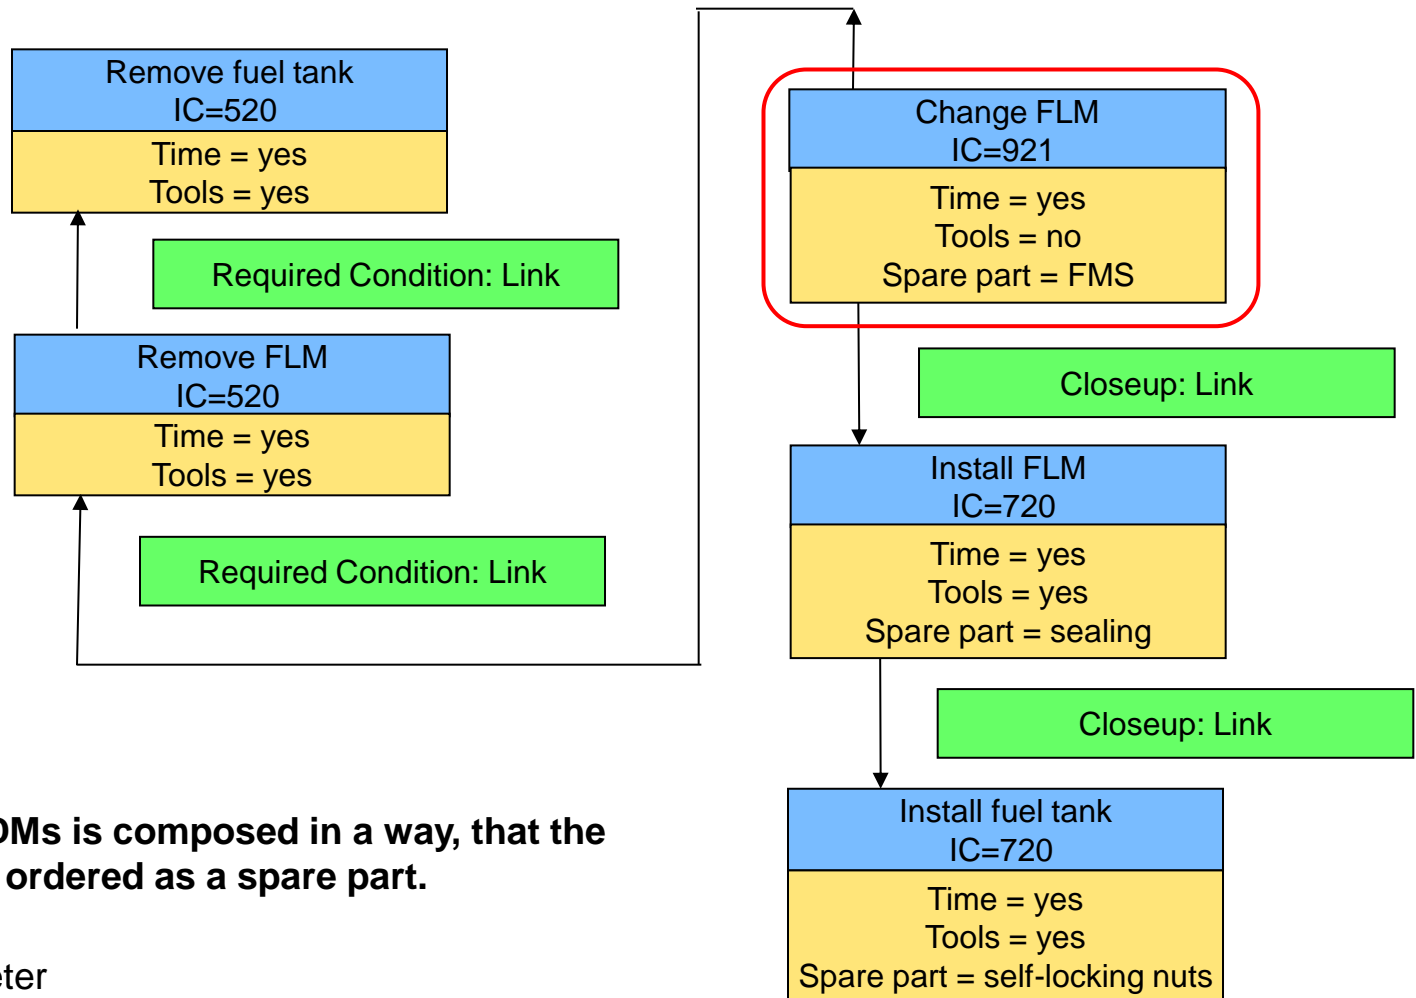 Remove fuel tank
IC=520
Time = yes
Tools = yes
Required Condition: Link
Remove FLM
IC=520
Time = yes
Tools = yes
Required Condition: Link
Change FLM
IC=921
Time = yes
Tools = no
Spare part = FMS
Closeup: Link
Install FLM
IC=720
Time = yes
Tools = yes
Spare part = sealing
Closeup: Link
Install fuel tank
IC=720
Time = yes
Tools = yes
Spare part = self-locking nuts
is composed in a way, that the
ordered as a spare part.